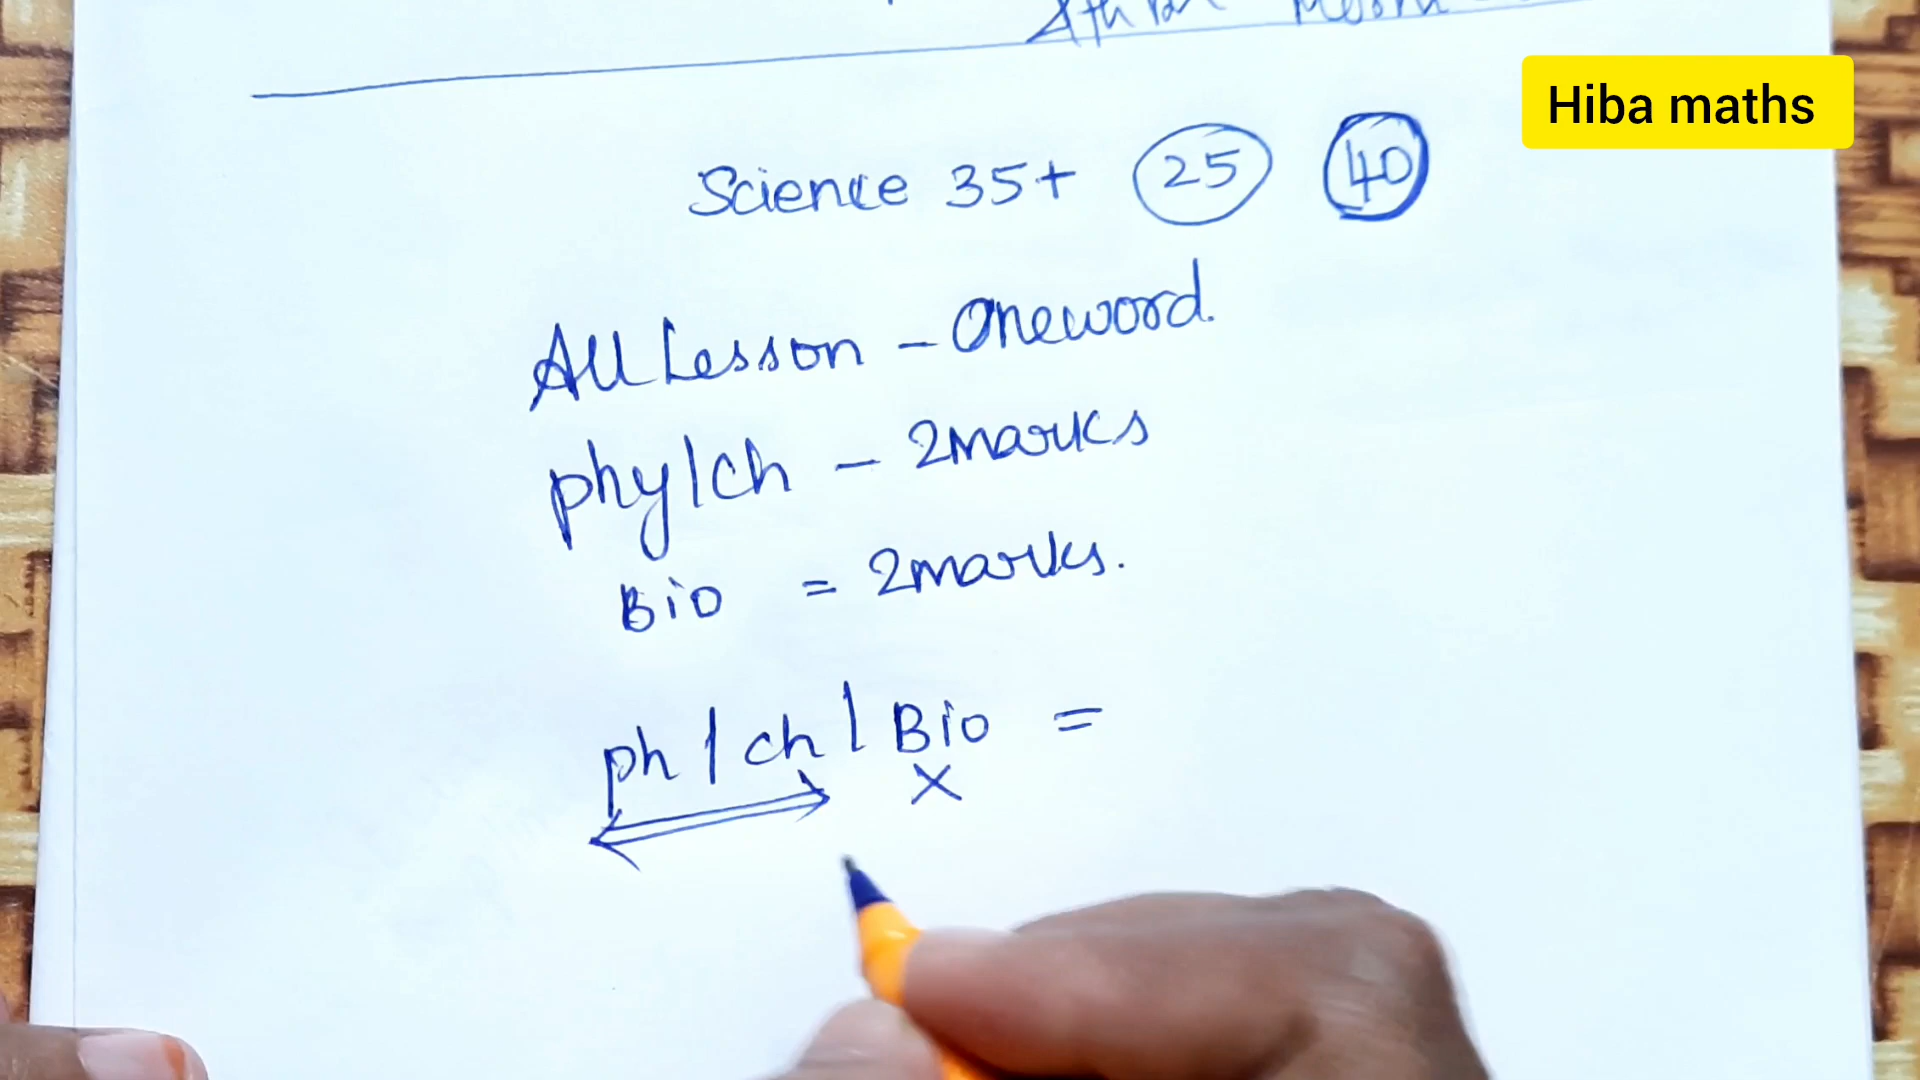 Hiba maths
Science 35+ 25 40
All Lesson - Oneword.
phy/ch - 2marks
Bio = 2marks.
ph / ch / Bio =
X